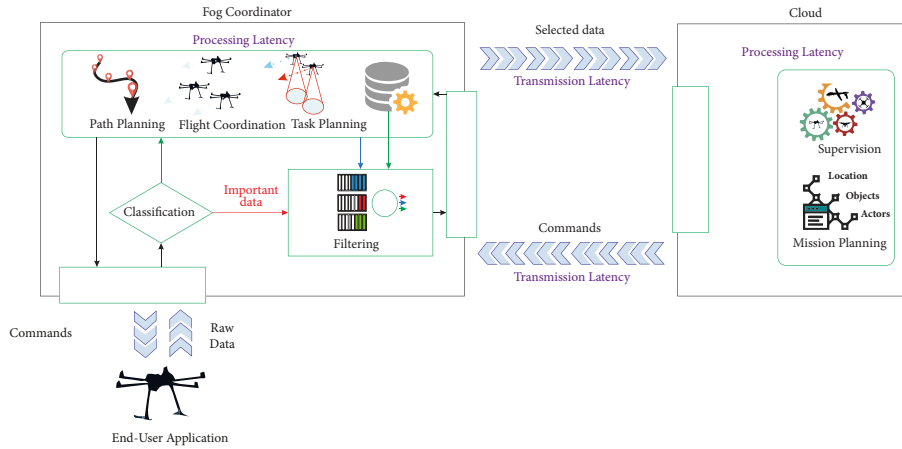 Fog Coordinator
Processing Latency
Path Planning
Flight Coordination
Task Planning
Classification
Important
data
Filtering
Commands
Raw
Data
End-User Application
Selected data
Transmission Latency
Commands
Transmission Latency
Cloud
Processing Latency
Supervision
Location
Objects
Actors
Mission Planning